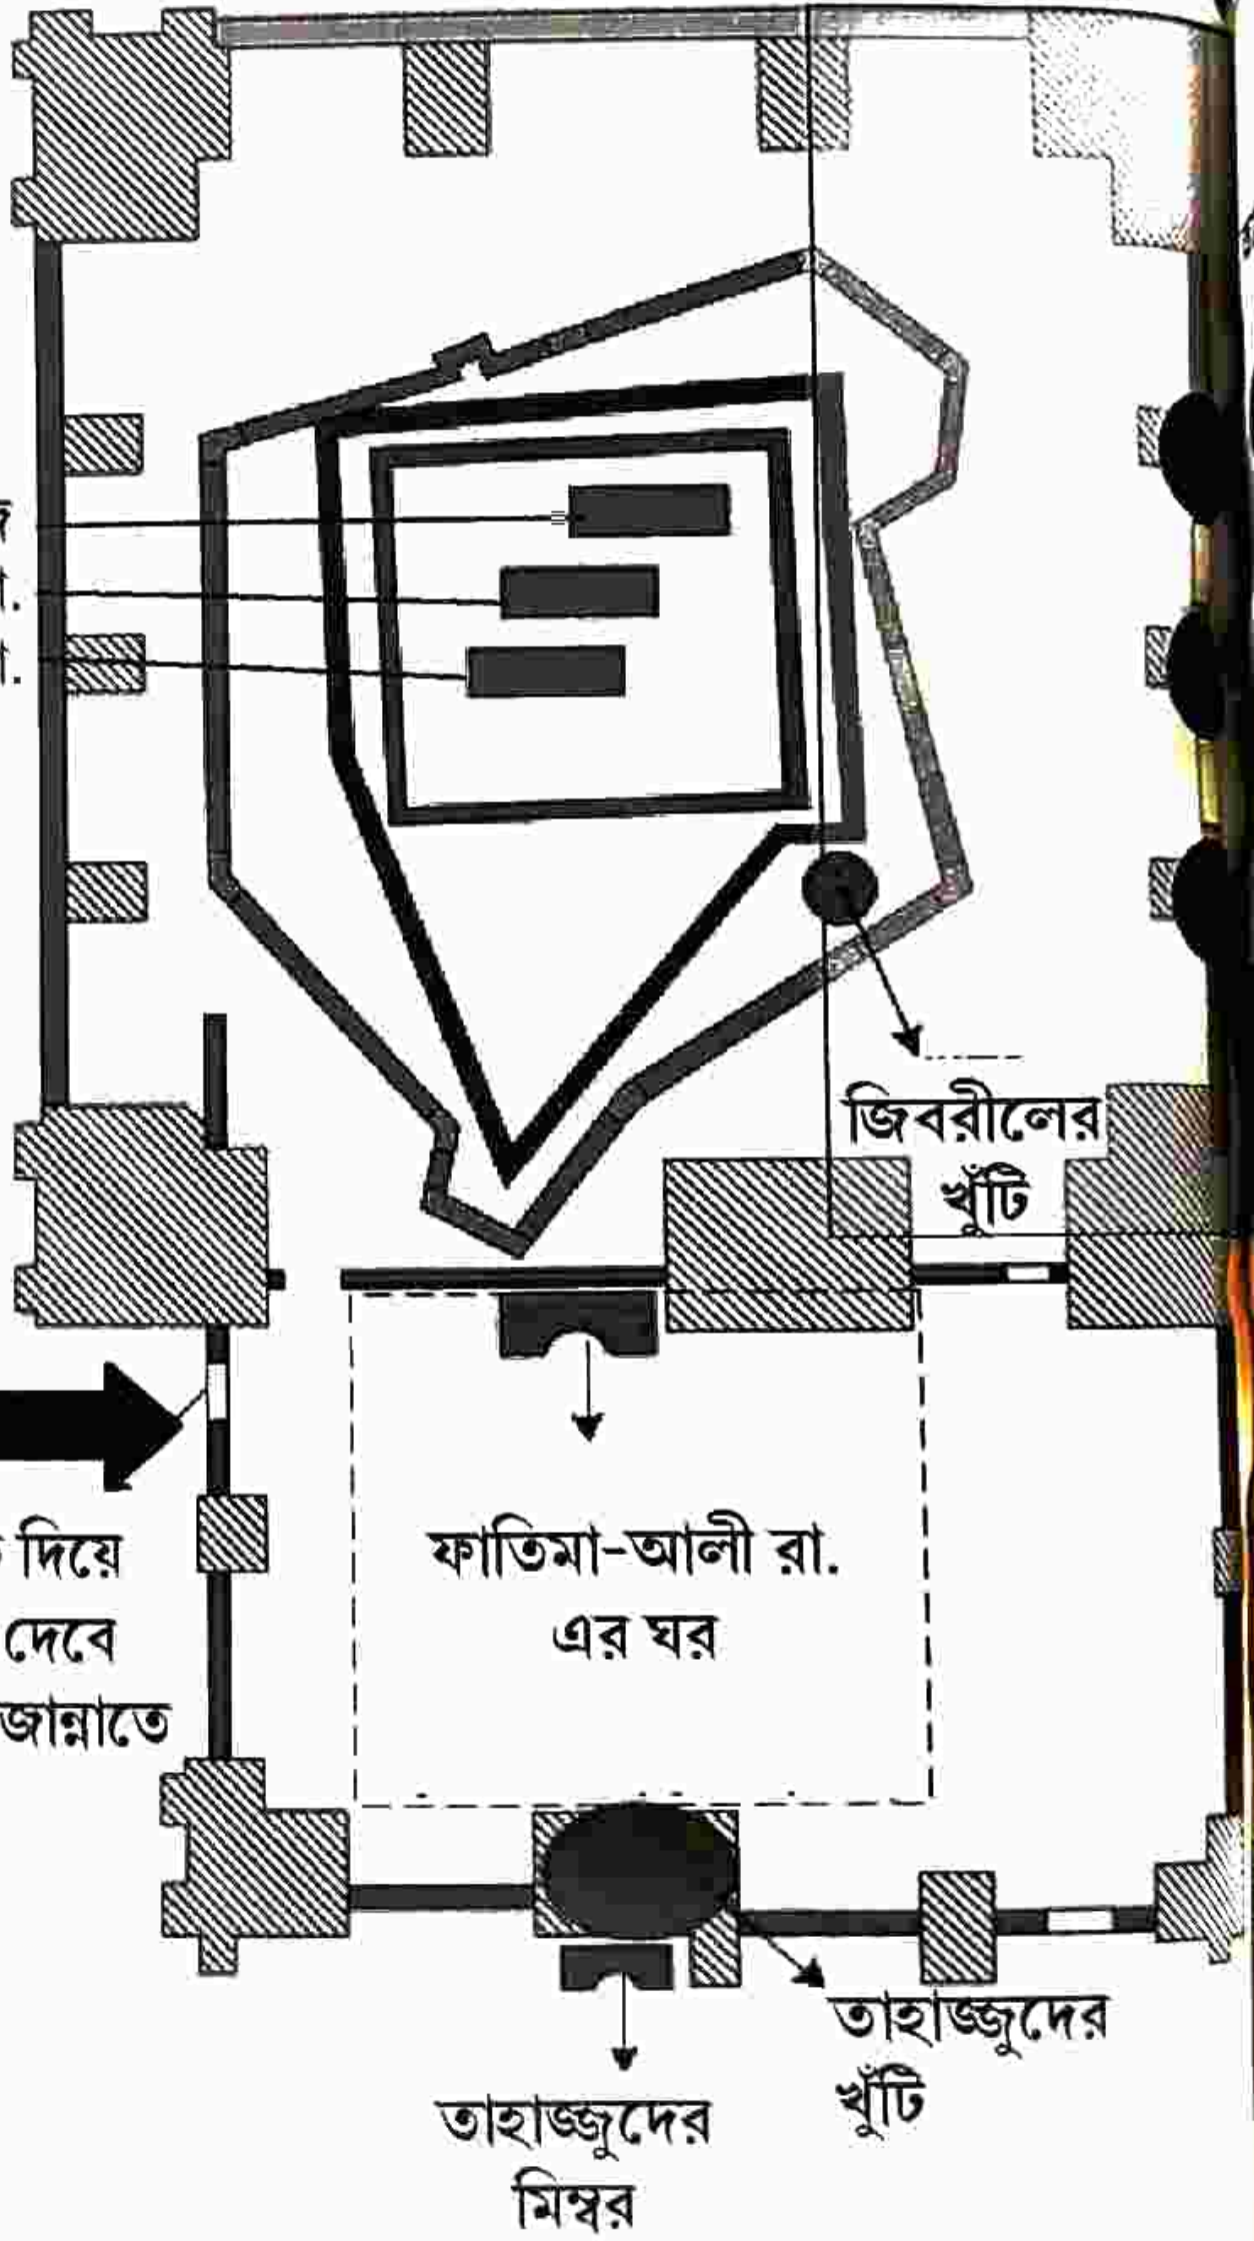 জিবরীলের
খুঁটি
দিয়ে
দেবে
জান্নাতে
ফাতিমা-আলী রা.
এর ঘর
তাহাজ্জুদের
খুঁটি
তাহাজ্জুদের
মিম্বর